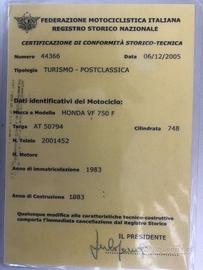 FEDERAZIONE MOTOCICLISTICA ITALIANA
REGISTRO STORICO NAZIONALE
CERTIFICAZIONE DI CONFORMITÀ STORICO-TECNICA
Numero 44366 Data 06/12/2005
Tipologia TURISMO - POSTCLASSICA
Dati identificativi del Motociclo:
Marca e Modello HONDA VF 750 F
Targa AT 50794 Cilindrata 748
N. Telaio 2001452
N. Motore
Anno di immatricolazione 1983
Anno di Costruzione 1983
Qualunque modifica alle caratteristiche tecnico-costruttive
comporta l'immediata cancellazione dal Registro Storico
IL PRESIDENTE